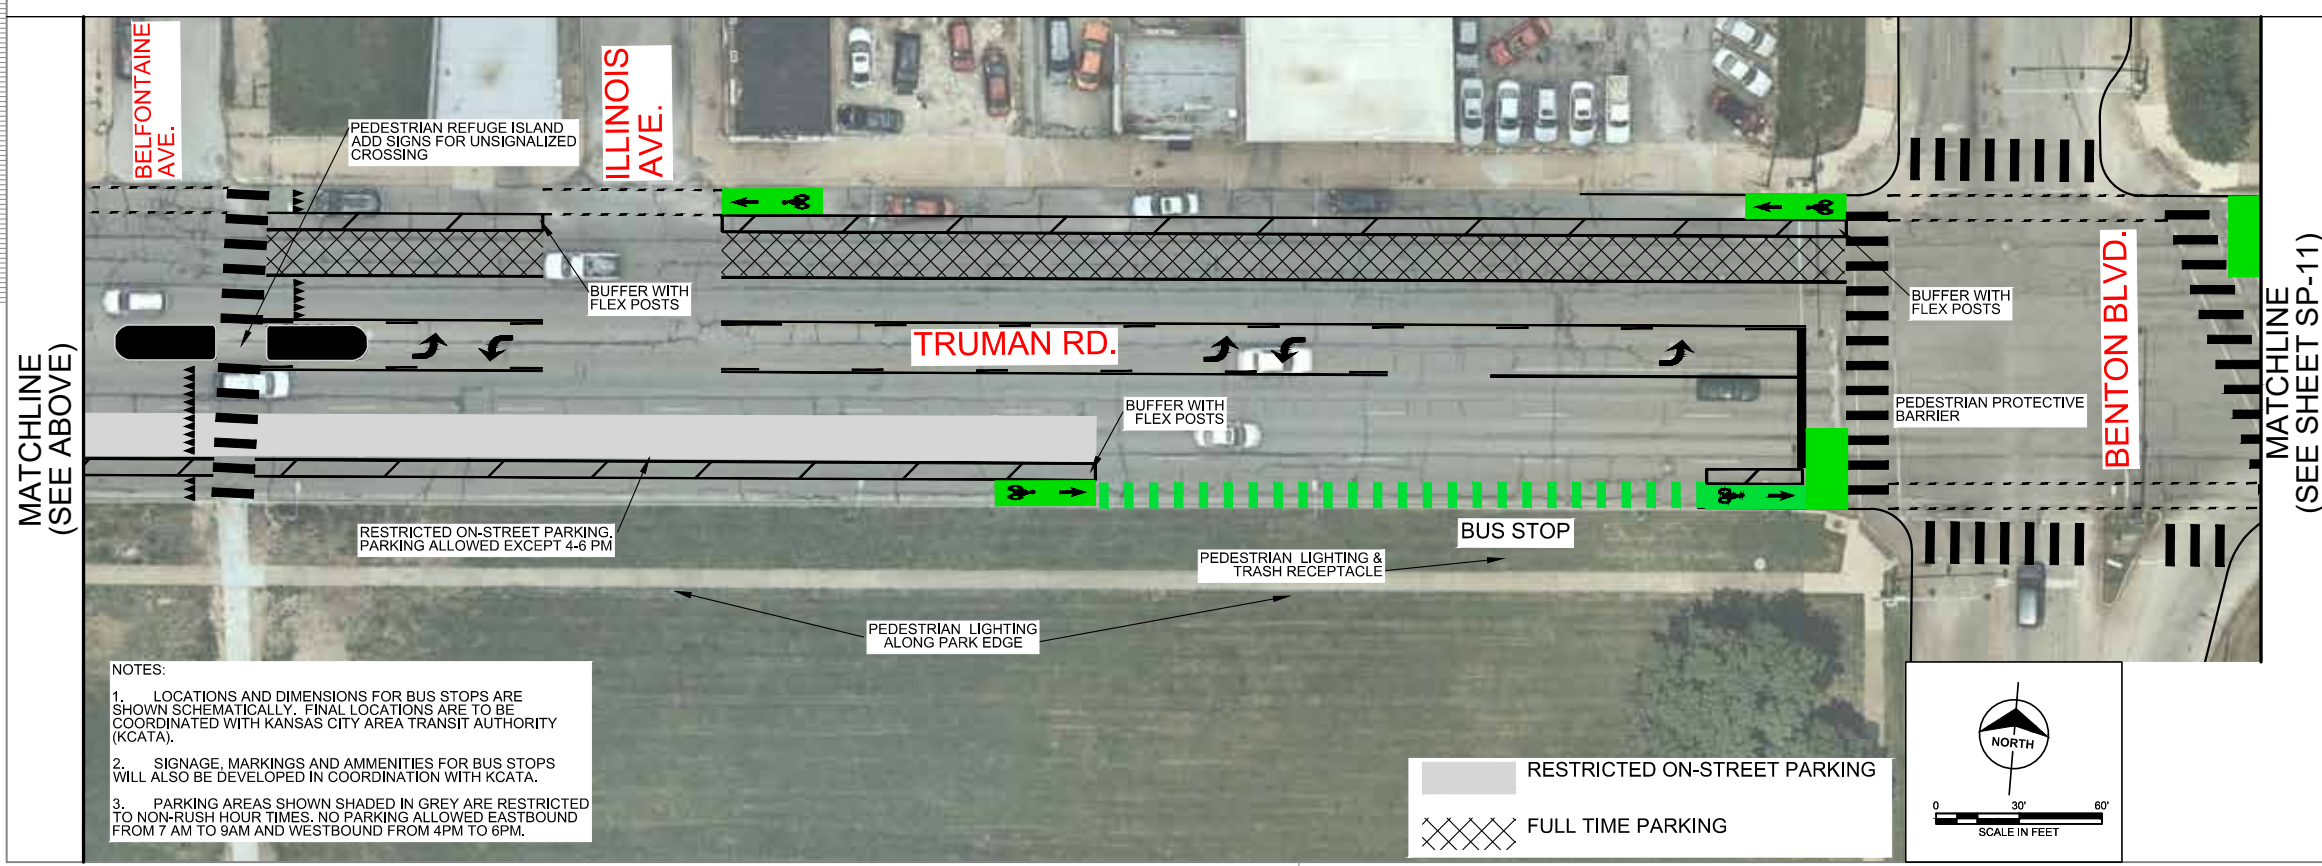 BELFONTAINE
AVE.
ILLINOIS
AVE.
PEDESTRIAN REFUGE ISLAND
ADD SIGNS FOR UNSIGNALIZED
CROSSING
BUFFER WITH
FLEX POSTS
TRUMAN RD.
BUFFER WITH
FLEX POSTS
BENTON BLVD.
MATCHLINE
(SEE ABOVE)
MATCHLINE
(SEE SHEET SP-11)
BUFFER WITH
FLEX POSTS
PEDESTRIAN PROTECTIVE
BARRIER
RESTRICTED ON-STREET PARKING.
PARKING ALLOWED EXCEPT 4-6 PM
BUS STOP
PEDESTRIAN LIGHTING &
TRASH RECEPTACLE
PEDESTRIAN LIGHTING
ALONG PARK EDGE
NOTES:
1. LOCATIONS AND DIMENSIONS FOR BUS STOPS ARE
SHOWN SCHEMATICALLY. FINAL LOCATIONS ARE TO BE
COORDINATED WITH KANSAS CITY AREA TRANSIT AUTHORITY
(KCATA).
2. SIGNAGE, MARKINGS AND AMMENITIES FOR BUS STOPS
WILL ALSO BE DEVELOPED IN COORDINATION WITH KCATA.
3. PARKING AREAS SHOWN SHADED IN GREY ARE RESTRICTED
TO NON-RUSH HOUR TIMES. NO PARKING ALLOWED EASTBOUND
FROM 7 AM TO 9AM AND WESTBOUND FROM 4PM TO 6PM.
RESTRICTED ON-STREET PARKING
FULL TIME PARKING
NORTH
0 30' 60'
SCALE IN FEET